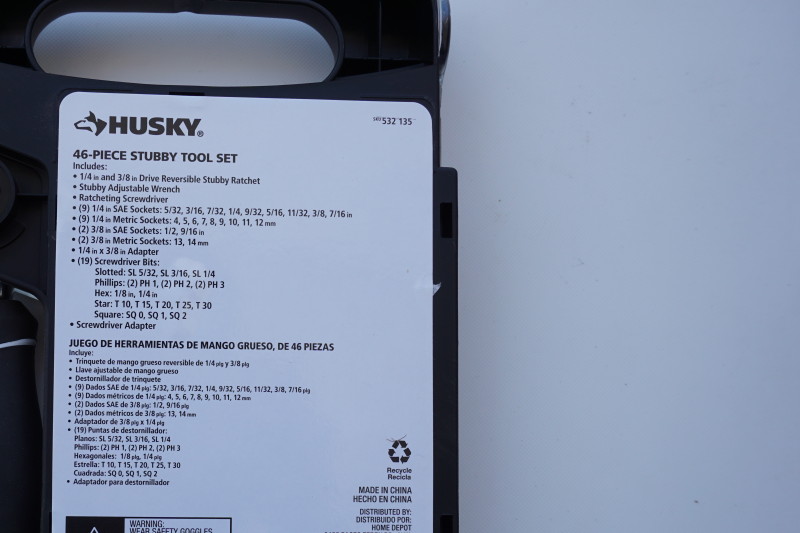 HUSKY®
SKU 532 135
46-PIECE STUBBY TOOL SET
Includes:
• 1/4 in and 3/8 in Drive Reversible Stubby Ratchet
• Stubby Adjustable Wrench
• Ratcheting Screwdriver
• (9) 1/4 in SAE Sockets: 5/32, 3/16, 7/32, 1/4, 9/32, 5/16, 11/32, 3/8, 7/16 in
• (9) 1/4 in Metric Sockets: 4, 5, 6, 7, 8, 9, 10, 11, 12 mm
• (2) 3/8 in SAE Sockets: 1/2, 9/16 in
• (2) 3/8 in Metric Sockets: 13, 14 mm
• 1/4 in x 3/8 in Adapter
• (19) Screwdriver Bits:
Slotted: SL 5/32, SL 3/16, SL 1/4
Phillips: (2) PH 1, (2) PH 2, (2) PH 3
Hex: 1/8 in, 1/4 in
Star: T 10, T 15, T 20, T 25, T 30
Square: SQ 0, SQ 1, SQ 2
• Screwdriver Adapter
JUEGO DE HERRAMIENTAS DE MANGO GRUESO, DE 46 PIEZAS
Incluye:
• Trinquete de mango grueso reversible de 1/4 plg y 3/8 plg
• Llave ajustable de mango grueso
• Destornillador de trinquete
• (9) Dados SAE de 1/4 plg: 5/32, 3/16, 7/32, 1/4, 9/32, 5/16, 11/32, 3/8, 7/16 plg
• (9) Dados métricos de 1/4 plg: 4, 5, 6, 7, 8, 9, 10, 11, 12 mm
• (2) Dados SAE de 3/8 plg: 1/2, 9/16 plg
• (2) Dados métricos de 3/8 plg: 13, 14 mm
• Adaptador de 3/8 plg x 1/4 plg
• (19) Puntas de destornillador:
Planos: SL 5/32, SL 3/16, SL 1/4
Phillips: (2) PH 1, (2) PH 2, (2) PH 3
Hexagonales: 1/8 plg, 1/4 plg
Estrella: T 10, T 15, T 20, T 25, T 30
Cuadrada: SQ 0, SQ 1, SQ 2
• Adaptador para destornillador
Recycle
Recicla
MADE IN CHINA
HECHO EN CHINA
DISTRIBUTED BY:
DISTRIBUIDO POR:
HOME DEPOT
WARNING:
WEAR SAFETY GOGGLES